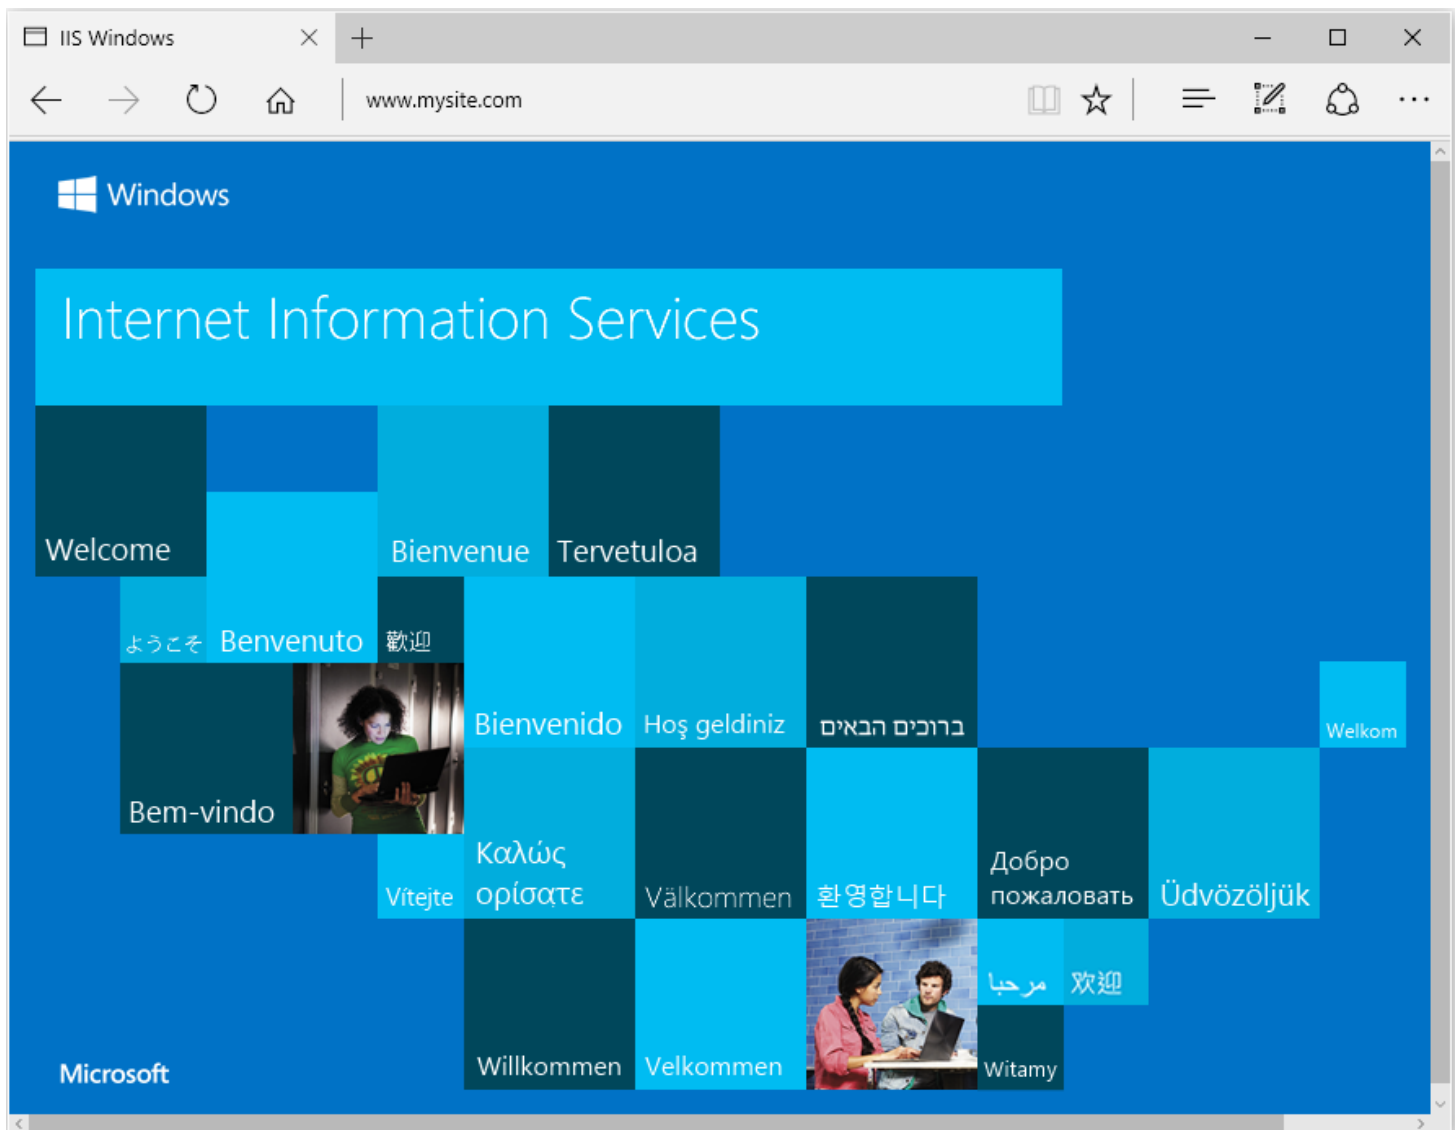 IIS Windows
www.mysite.com
Windows
Internet Information Services
Welcome
Bienvenue
Tervetuloa
ようこそ
Benvenuto
歡迎
Bienvenido
Hoş geldiniz
ברוכים הבאים
Welkom
Bem-vindo
Καλώς
ορίσατε
Vítejte
Välkommen
환영합니다
Добро
пожаловать
Üdvözöljük
مرحبا
欢迎
Willkommen
Velkommen
Witamy
Microsoft